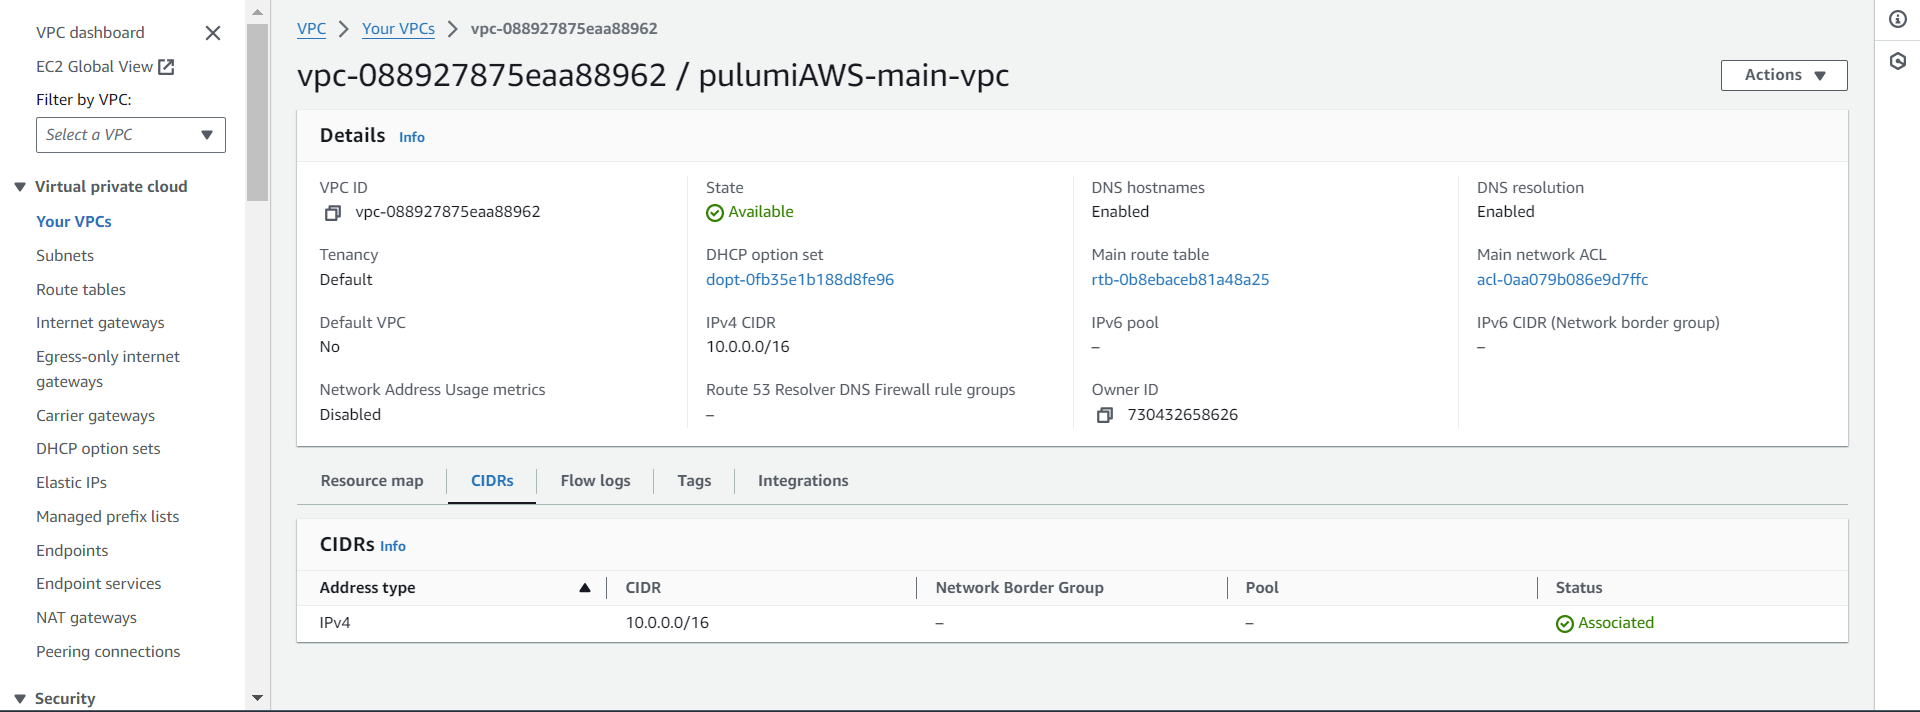 VPC dashboard
EC2 Global View
Filter by VPC:
Select a VPC
Virtual private cloud
Your VPCs
Subnets
Route tables
Internet gateways
Egress-only internet
gateways
Carrier gateways
DHCP option sets
Elastic IPs
Managed prefix lists
Endpoints
Endpoint services
NAT gateways
Peering connections
Security
VPC > Your VPCs > vpc-088927875eaa88962
vpc-088927875eaa88962 / pulumiAWS-main-vpc
Actions
Details Info
VPC ID
vpc-088927875eaa88962
State
Available
DNS hostnames
Enabled
DNS resolution
Enabled
Tenancy
Default
DHCP option set
dopt-0fb35e1b188d8fe96
Main route table
rtb-0b8ebaceb81a48a25
Main network ACL
acl-0aa079b086e9d7ffc
Default VPC
No
IPv4 CIDR
10.0.0.0/16
IPv6 pool
–
IPv6 CIDR (Network border group)
–
Network Address Usage metrics
Disabled
Route 53 Resolver DNS Firewall rule groups
–
Owner ID
730432658626
Resource map CIDRs Flow logs Tags Integrations
CIDRs Info
Address type CIDR Network Border Group Pool Status
IPv4 10.0.0.0/16 – – Associated